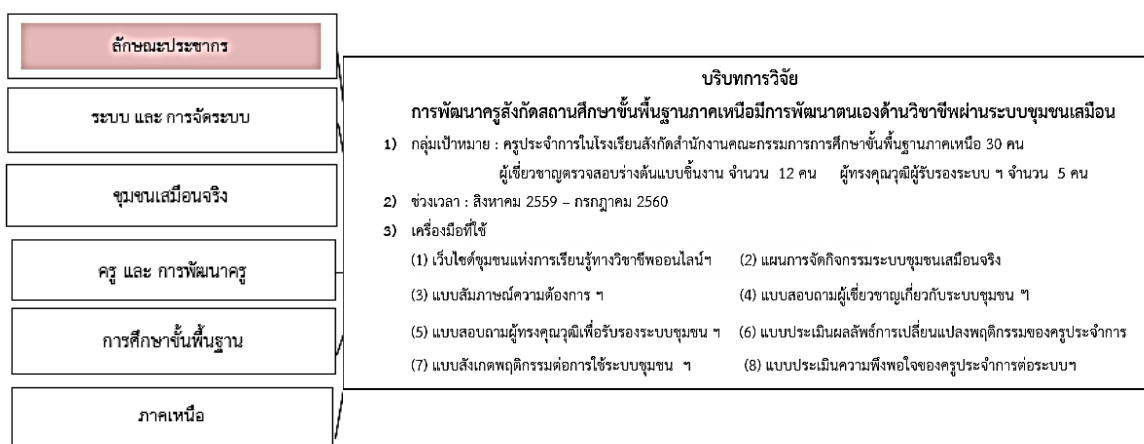 ลักษณะประชากร
ระบบ และ การจัดระบบ
ชุมชนเสมือนจริง
ครู และ การพัฒนาครู
การศึกษาขั้นพื้นฐาน
ภาคเหนือ
บริบทการวิจัย
การพัฒนาครูสังกัดสถานศึกษาขั้นพื้นฐานภาคเหนือมีการพัฒนาตนเองด้านวิชาชีพผ่านระบบชุมชนเสมือน
1) กลุ่มเป้าหมาย : ครูประจำการในโรงเรียนสังกัดสำนักงานคณะกรรมการการศึกษาขั้นพื้นฐานภาคเหนือ 30 คน
ผู้เชี่ยวชาญตรวจสอบร่างต้นแบบชิ้นงาน จำนวน 12 คน ผู้ทรงคุณวุฒิผู้รับรองระบบ ฯ จำนวน 5 คน
2) ช่วงเวลา : สิงหาคม 2559 – กรกฎาคม 2560
3) เครื่องมือที่ใช้
(1) เว็บไซต์ชุมชนแห่งการเรียนรู้ทางวิชาชีพออนไลน์ฯ (2) แผนการจัดกิจกรรมระบบชุมชนเสมือนจริง
(3) แบบสัมภาษณ์ความต้องการ ฯ (4) แบบสอบถามผู้เชี่ยวชาญเกี่ยวกับระบบชุมชน ฯ
(5) แบบสอบถามผู้ทรงคุณวุฒิเพื่อรับรองระบบชุมชน ฯ (6) แบบประเมินผลลัพธ์การเปลี่ยนแปลงพฤติกรรมของครูประจำการ
(7) แบบสังเกตพฤติกรรมต่อการใช้ระบบชุมชน ฯ (8) แบบประเมินความพึงพอใจของครูประจำการต่อระบบฯ